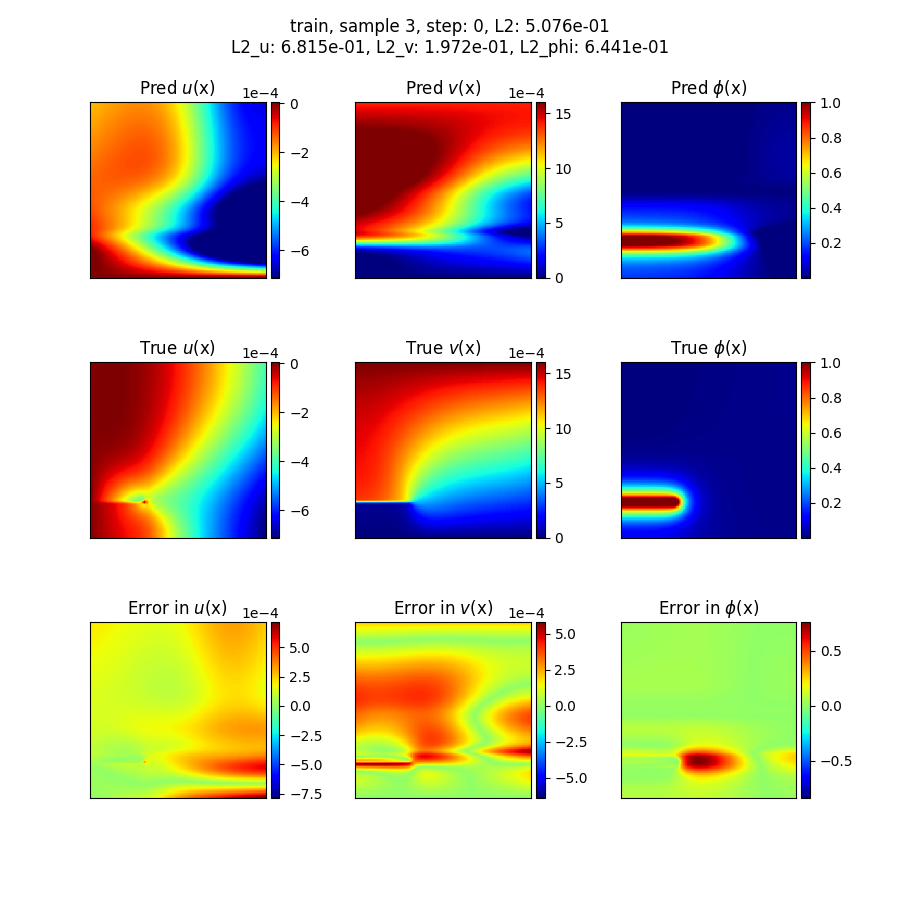 train, sample 3, step: 0, L2: 5.076e-01
L2_u: 6.815e-01, L2_v: 1.972e-01, L2_phi: 6.441e-01
Pred u(x)
1e−4
0
−2
−4
−6
Pred v(x)
1e−4
15
10
5
0
Pred ϕ(x)
1.0
0.8
0.6
0.4
0.2
True u(x)
1e−4
0
−2
−4
−6
True v(x)
1e−4
15
10
5
0
True ϕ(x)
1.0
0.8
0.6
0.4
0.2
Error in u(x)
1e−4
5.0
2.5
0.0
−2.5
−5.0
−7.5
Error in v(x)
1e−4
5.0
2.5
0.0
−2.5
−5.0
Error in ϕ(x)
0.5
0.0
−0.5